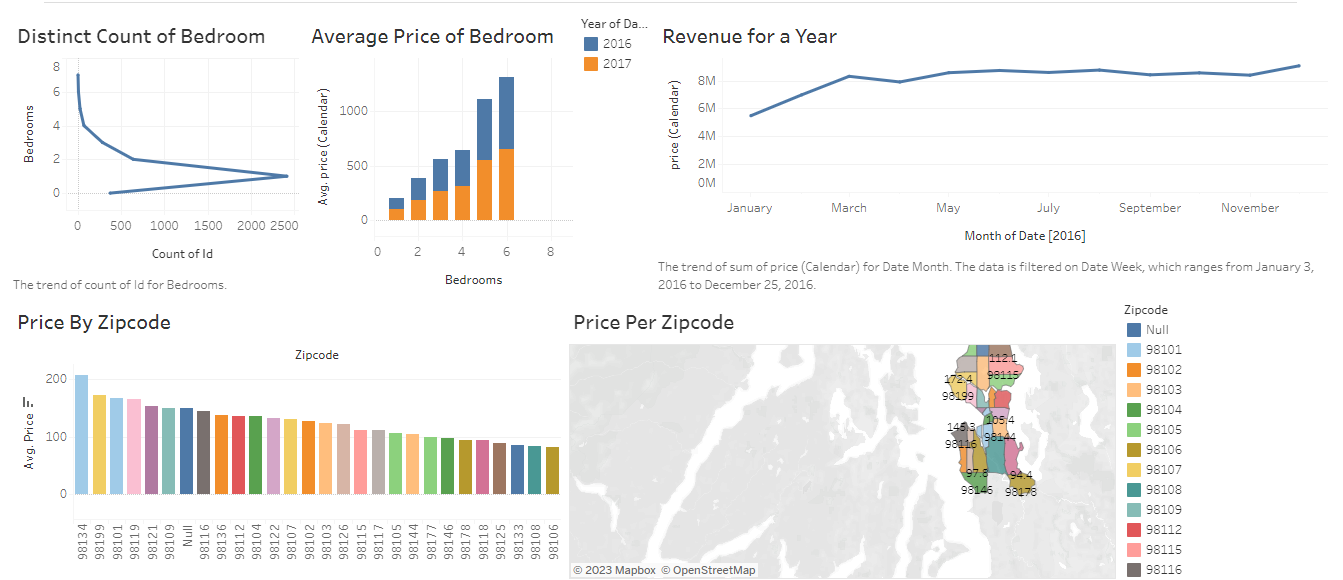 Distinct Count of Bedroom
8
6
4
2
0
Bedrooms
0 500 1000 1500 2000 2500
Count of Id
The trend of count of Id for Bedrooms.
Average Price of Bedroom
1000
500
0
Avg. price (Calendar)
0 2 4 6 8
Bedrooms
Year of Da...
2016
2017
Revenue for a Year
8M
6M
4M
2M
0M
price (Calendar)
January March May July September November
Month of Date [2016]
The trend of sum of price (Calendar) for Date Month. The data is filtered on Date Week, which ranges from January 3,
2016 to December 25, 2016.
Price By Zipcode
Zipcode
200
100
0
Avg. Price
98134
98199
98101
98119
98121
98109
Null
98116
98136
98112
98104
98122
98107
98102
98103
98126
98115
98117
98105
98144
98177
98146
98178
98118
98125
98133
98108
98106
Price Per Zipcode
112.1
98115
172.4
98199
105.4
98144
145.3
98116
97.6
98146
94.4
98178
© 2023 Mapbox © OpenStreetMap
Zipcode
Null
98101
98102
98103
98104
98105
98106
98107
98108
98109
98112
98115
98116